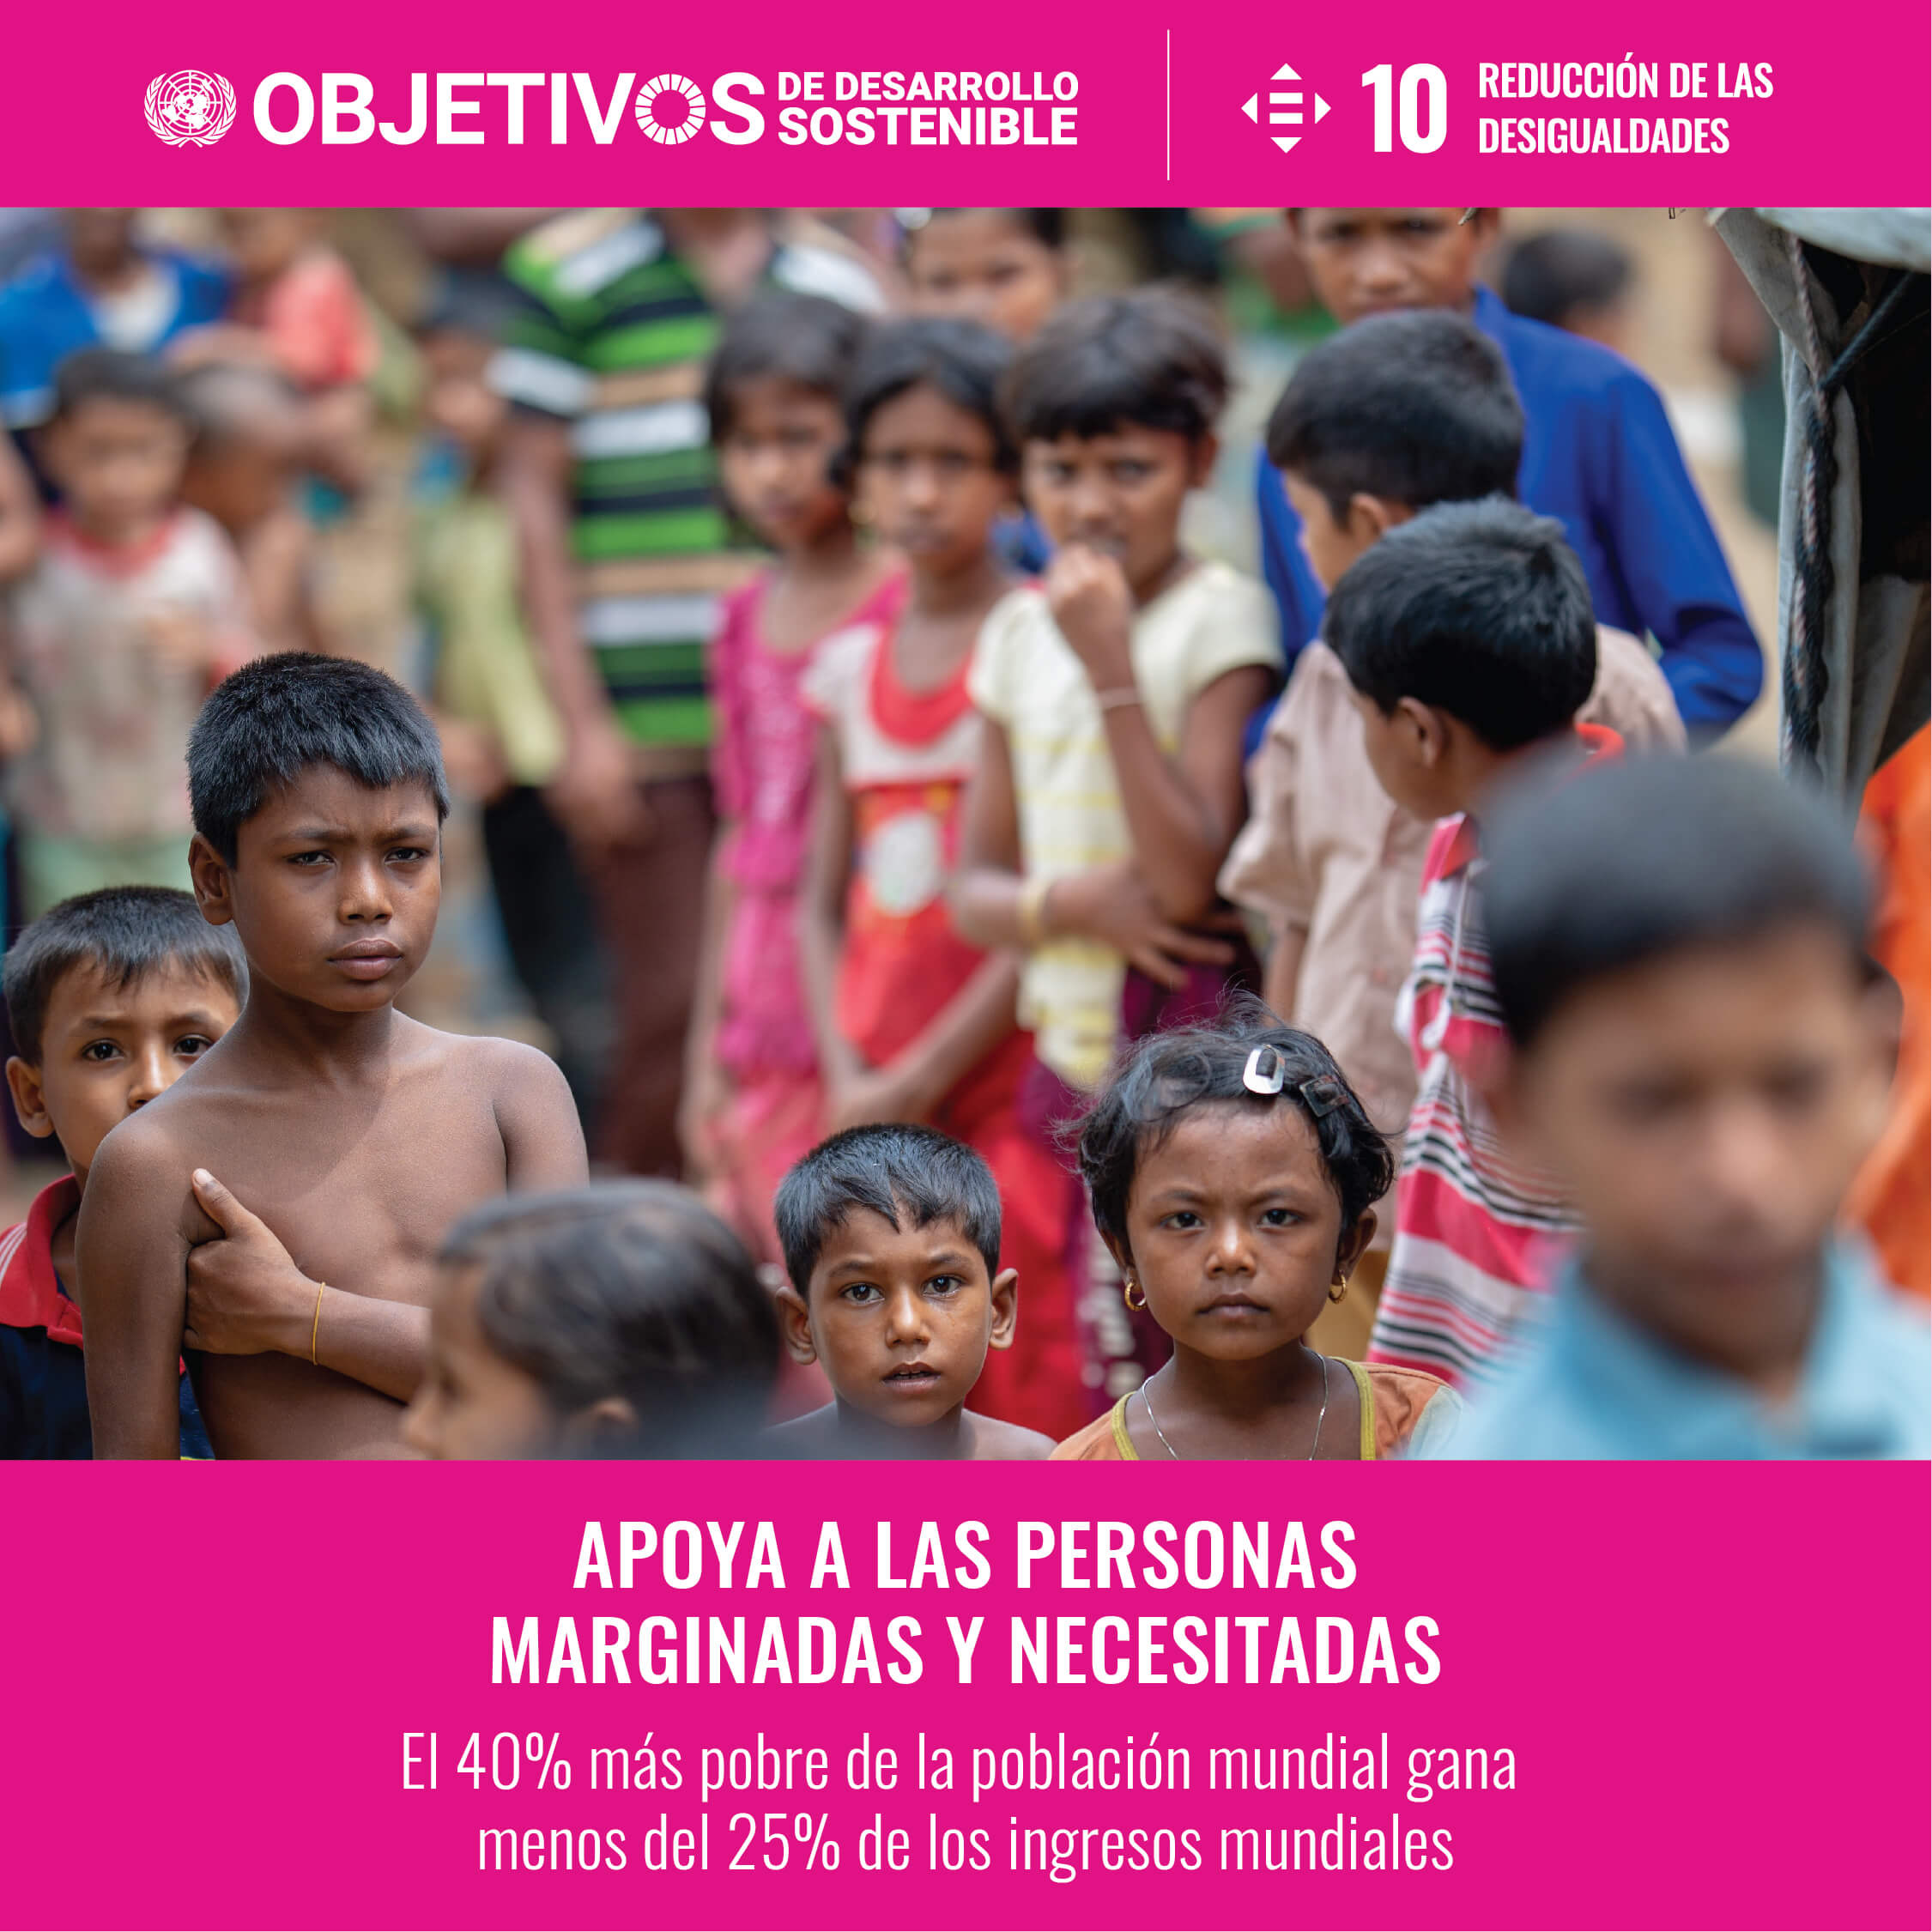 OBJETIVOS DE DESARROLLO
SOSTENIBLE
10 REDUCCIÓN DE LAS
DESIGUALDADES
APOYA A LAS PERSONAS
MARGINADAS Y NECESITADAS
El 40% más pobre de la población mundial gana
menos del 25% de los ingresos mundiales